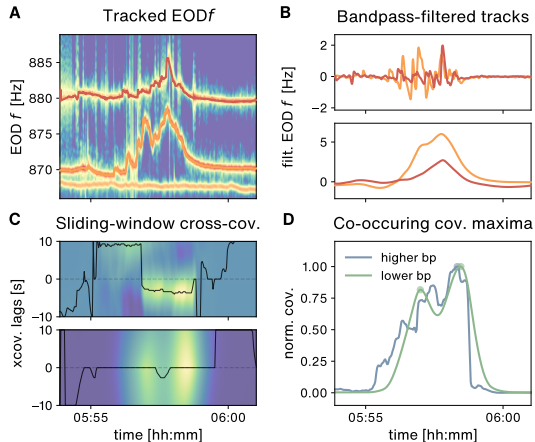 A Tracked EODf
EOD f [Hz]
885
880
875
870
B Bandpass-filtered tracks
filt. EOD f [Hz]
2
0
−2
5
0
C Sliding-window cross-cov.
xcov. lags [s]
10
0
−10
10
0
−10
05:55 06:00
time [hh:mm]
D Co-occuring cov. maxima
norm. cov.
1.00
0.75
0.50
0.25
0.00
higher bp
lower bp
05:55 06:00
time [hh:mm]